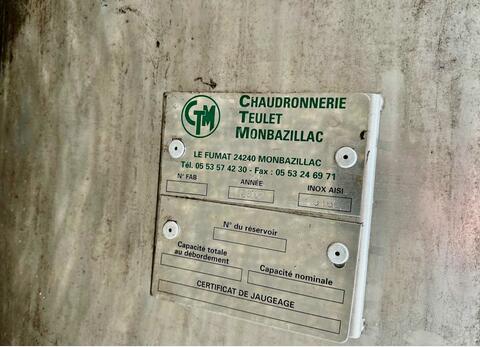 CTM
CHAUDRONNERIE
TEULET
MONBAZILLAC
LE FUMAT 24240 MONBAZILLAC
Tél. 05 53 57 42 30 - Fax : 05 53 24 69 71
N° FAB ANNÉE INOX AISI
N° du réservoir
Capacité totale
au débordement
Capacité nominale
CERTIFICAT DE JAUGEAGE